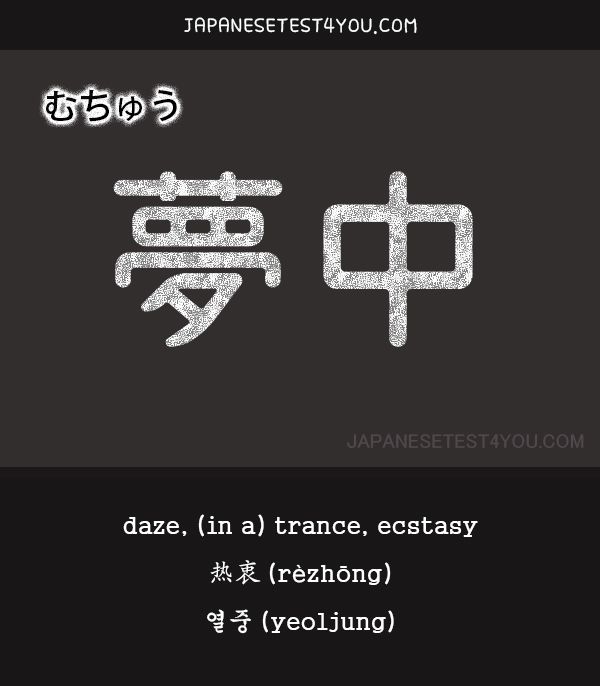 JAPANESETEST4YOU.COM
むちゅう
夢中
JAPANESETEST4YOU.COM
daze, (in a) trance, ecstasy
热衷 (rèzhōng)
열중 (yeoljung)